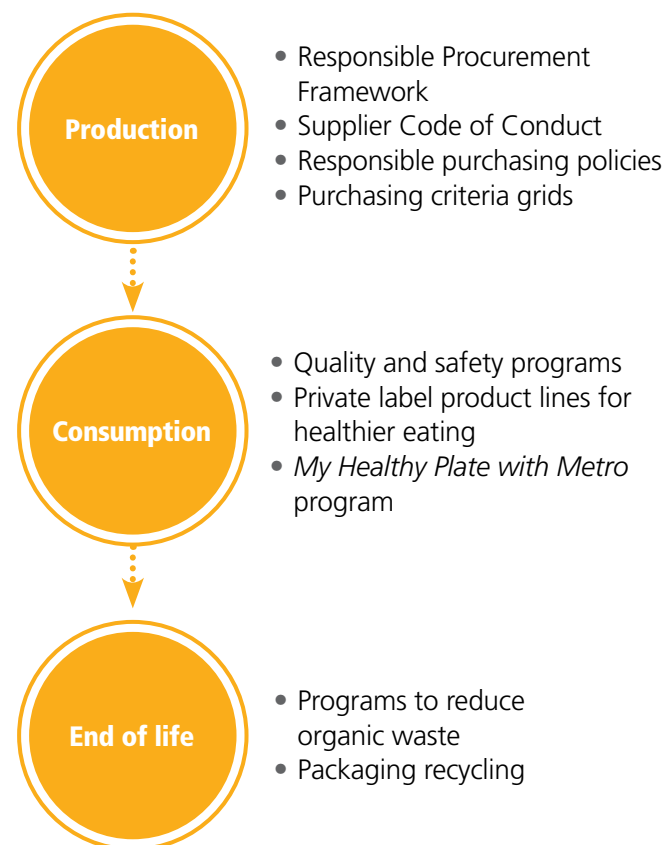 Production
• Responsible Procurement
Framework
• Supplier Code of Conduct
• Responsible purchasing policies
• Purchasing criteria grids
Consumption
• Quality and safety programs
• Private label product lines for
healthier eating
• My Healthy Plate with Metro
program
End of life
• Programs to reduce
organic waste
• Packaging recycling